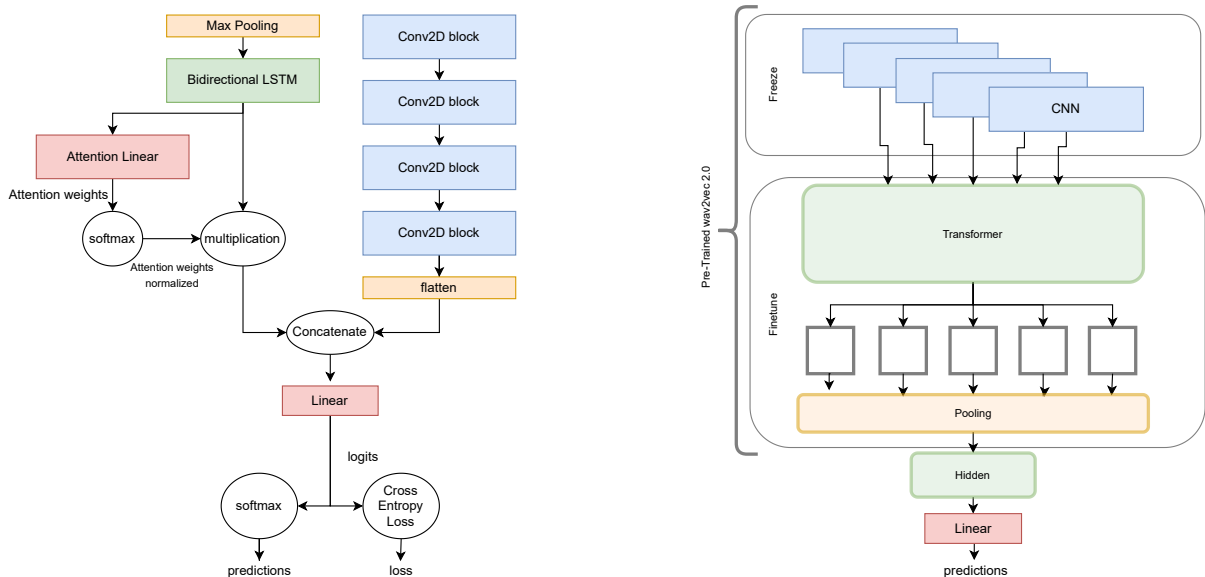 Max Pooling
Bidirectional LSTM
Attention Linear
Attention weights
softmax
multiplication
Attention weights
normalized
Conv2D block
Conv2D block
Conv2D block
Conv2D block
flatten
Concatenate
Linear
logits
softmax
Cross
Entropy
Loss
predictions
loss
Pre-Trained wav2vec 2.0
Freeze
CNN
Finetune
Transformer
Pooling
Hidden
Linear
predictions